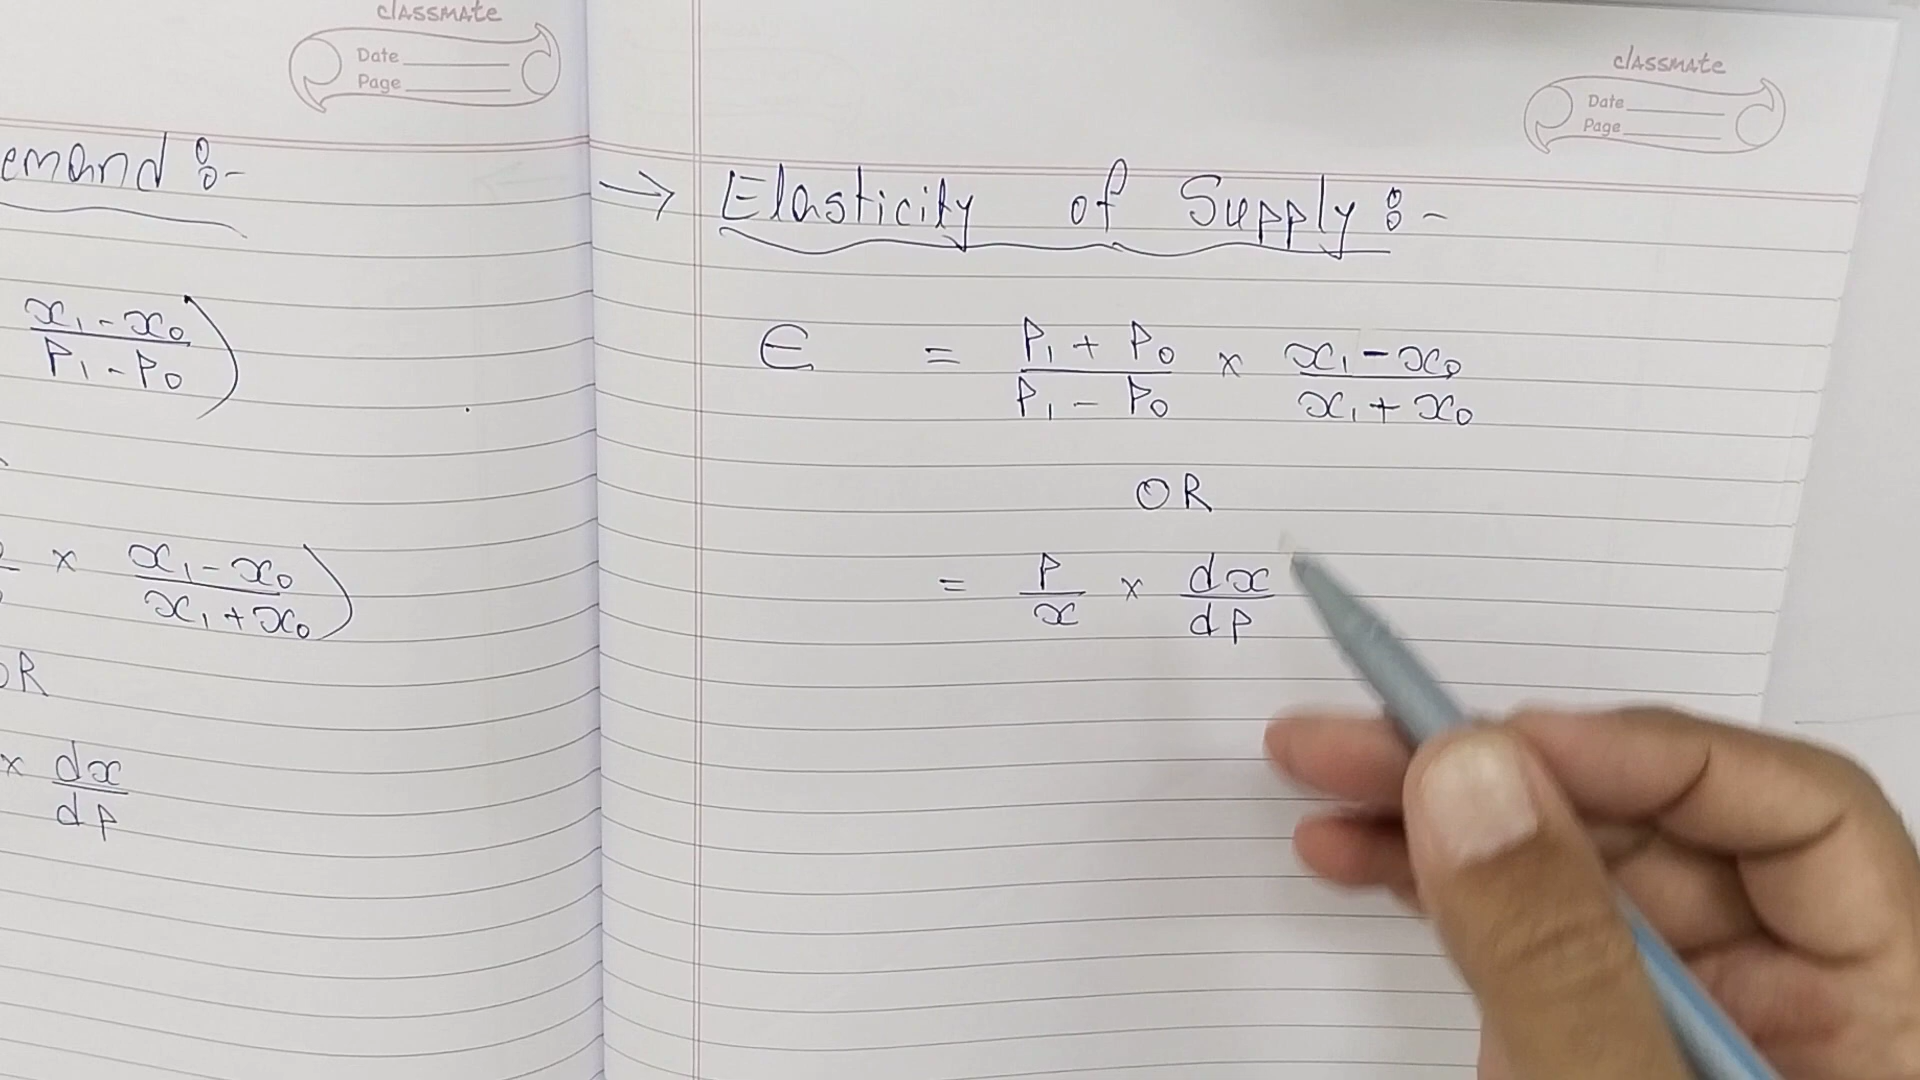 classmate
Date
Page
emand :-
x₁ - x₀
P₁ - P₀
x x₁ - x₀
x₁ + x₀
OR
x dx
dp
classmate
Date
Page
→ Elasticity of Supply :-
∈ = P₁ + P₀ x x₁ - x₀
P₁ - P₀ x₁ + x₀
OR
= P x dx
x dp